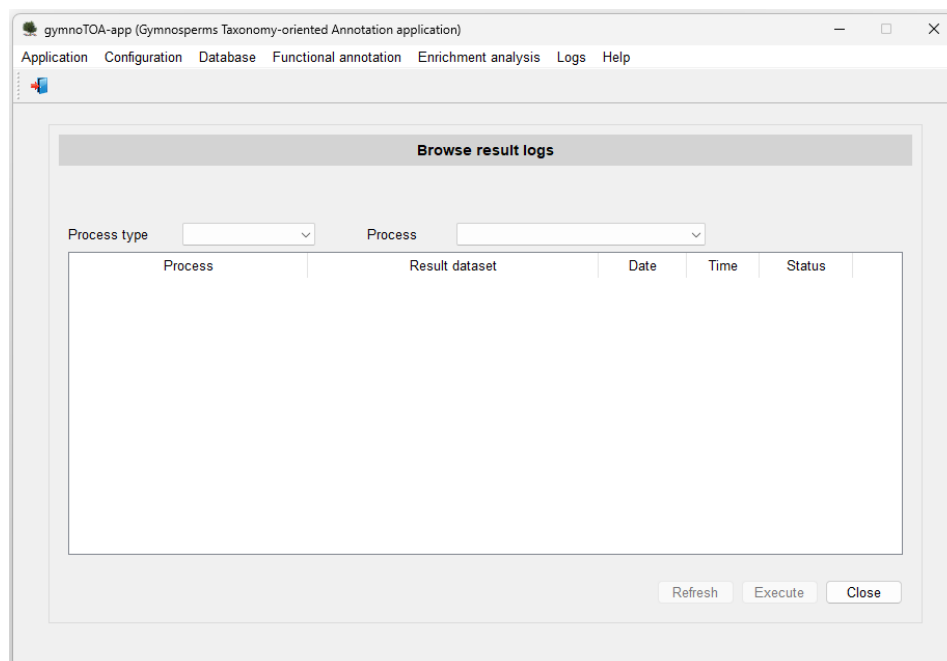 gymnoTOA-app (Gymnosperms Taxonomy-oriented Annotation application)
Application Configuration Database Functional annotation Enrichment analysis Logs Help
Browse result logs
Process type Process
Process Result dataset Date Time Status
Refresh Execute Close